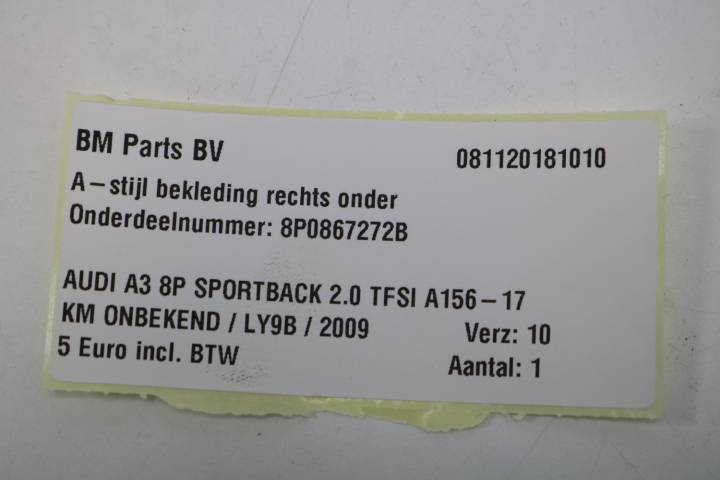 BM Parts BV 081120181010
A-stijl bekleding rechts onder
Onderdeelnummer: 8P0867272B
AUDI A3 8P SPORTBACK 2.0 TFSI A156-17
KM ONBEKEND / LY9B / 2009 Verz: 10
5 Euro incl. BTW Aantal: 1